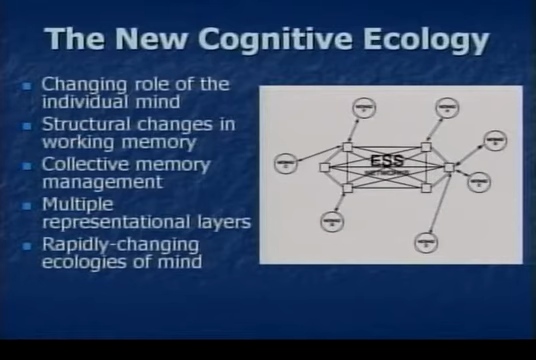 The New Cognitive Ecology
Changing role of the
individual mind
Structural changes in
working memory
Collective memory
management
Multiple
representational layers
Rapidly-changing
ecologies of mind
ESS
NETWORKS